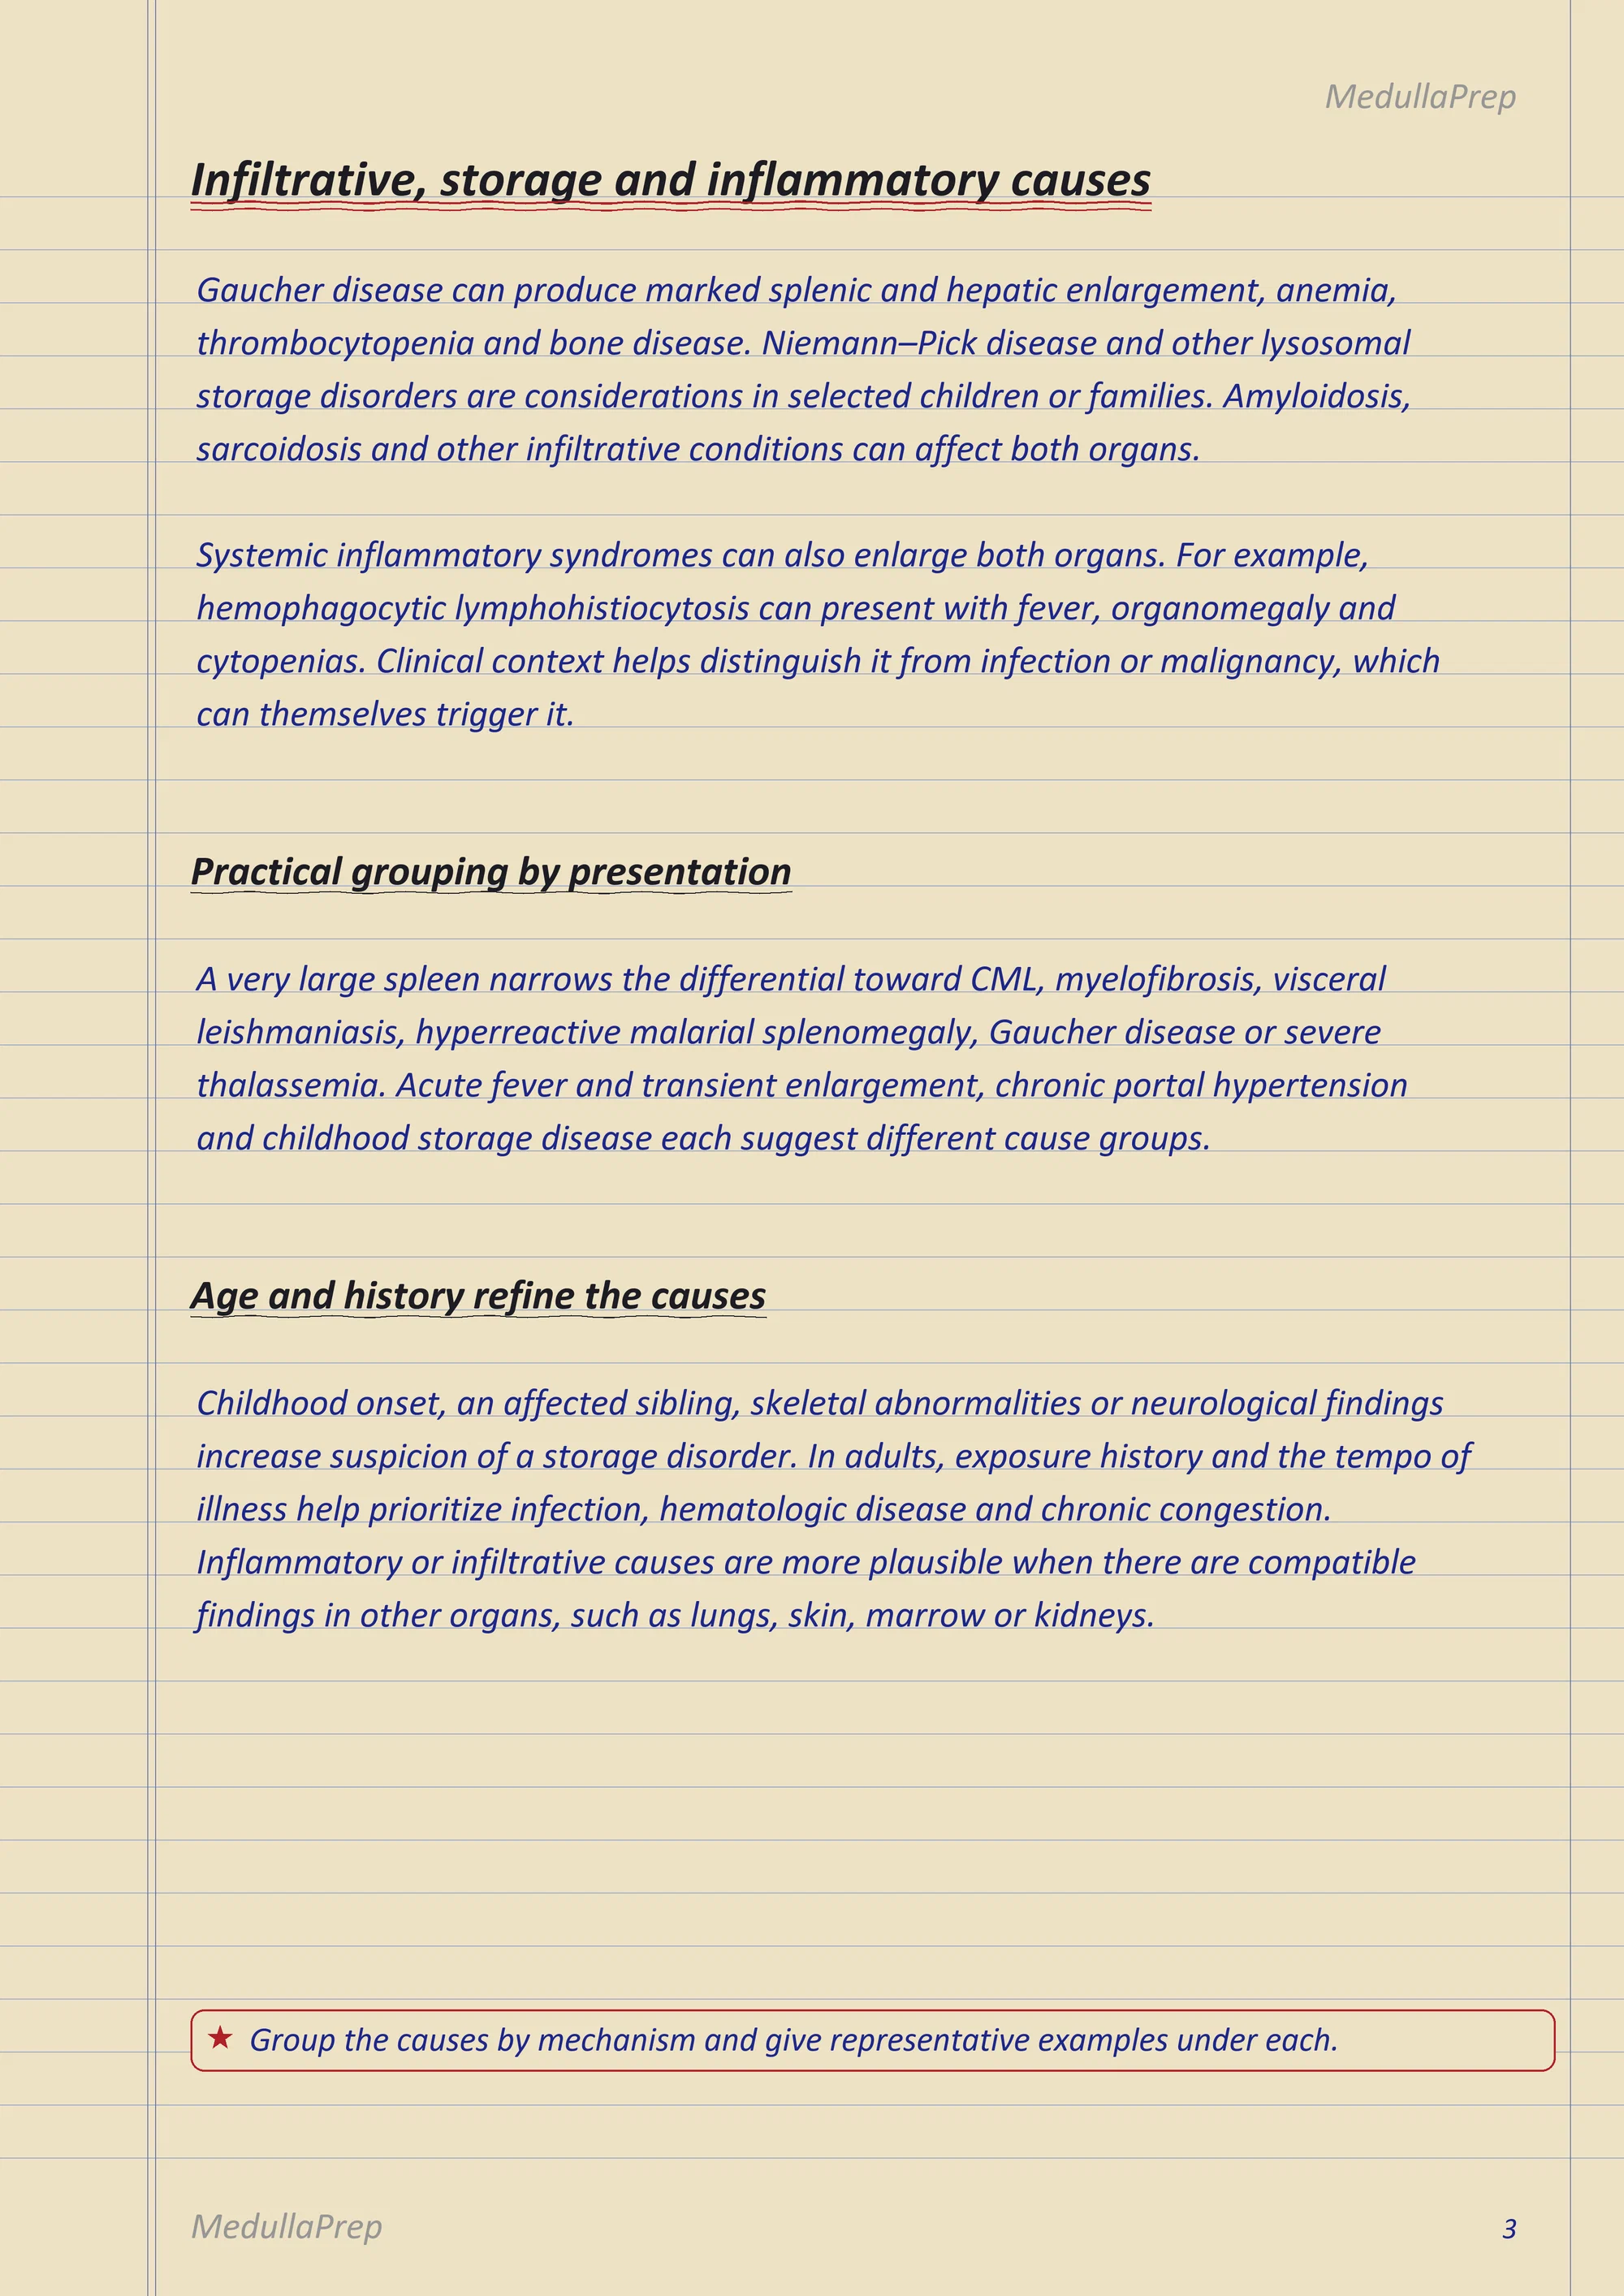 MedullaPrep
Infiltrative, storage and inflammatory causes
Gaucher disease can produce marked splenic and hepatic enlargement, anemia,
thrombocytopenia and bone disease. Niemann–Pick disease and other lysosomal
storage disorders are considerations in selected children or families. Amyloidosis,
sarcoidosis and other infiltrative conditions can affect both organs.
Systemic inflammatory syndromes can also enlarge both organs. For example,
hemophagocytic lymphohistiocytosis can present with fever, organomegaly and
cytopenias. Clinical context helps distinguish it from infection or malignancy, which
can themselves trigger it.
Practical grouping by presentation
A very large spleen narrows the differential toward CML, myelofibrosis, visceral
leishmaniasis, hyperreactive malarial splenomegaly, Gaucher disease or severe
thalassemia. Acute fever and transient enlargement, chronic portal hypertension
and childhood storage disease each suggest different cause groups.
Age and history refine the causes
Childhood onset, an affected sibling, skeletal abnormalities or neurological findings
increase suspicion of a storage disorder. In adults, exposure history and the tempo of
illness help prioritize infection, hematologic disease and chronic congestion.
Inflammatory or infiltrative causes are more plausible when there are compatible
findings in other organs, such as lungs, skin, marrow or kidneys.
★ Group the causes by mechanism and give representative examples under each.
MedullaPrep
3